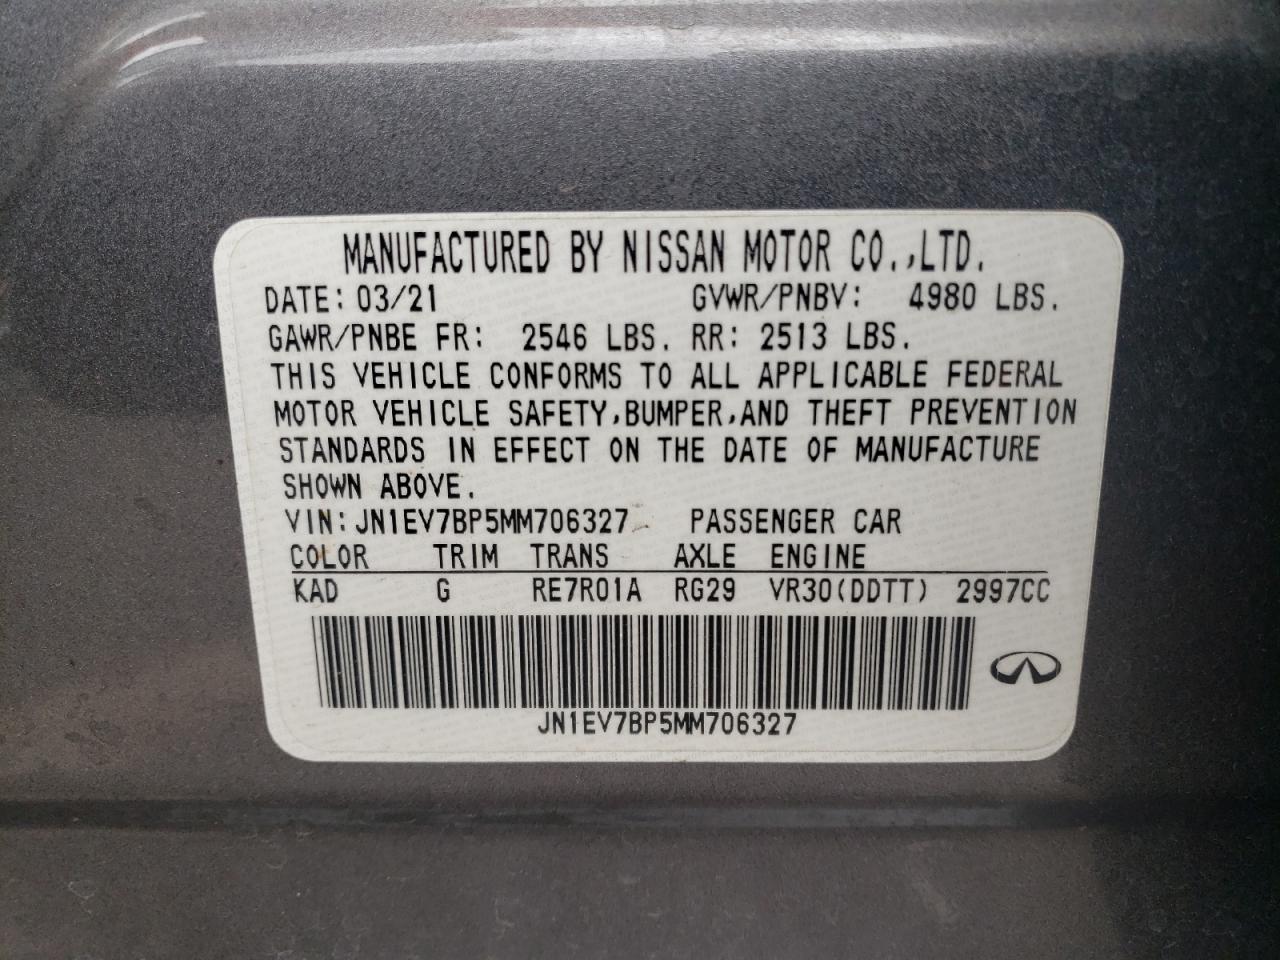 MANUFACTURED BY NISSAN MOTOR CO.,LTD.
DATE: 03/21 GVWR/PNBV: 4980 LBS.
GAWR/PNBE FR: 2546 LBS. RR: 2513 LBS.
THIS VEHICLE CONFORMS TO ALL APPLICABLE FEDERAL
MOTOR VEHICLE SAFETY,BUMPER,AND THEFT PREVENTION
STANDARDS IN EFFECT ON THE DATE OF MANUFACTURE
SHOWN ABOVE.
VIN:JN1EV7BP5MM706327 PASSENGER CAR
COLOR TRIM TRANS AXLE ENGINE
KAD G RE7R01A RG29 VR30(DDTT) 2997CC
JN1EV7BP5MM706327